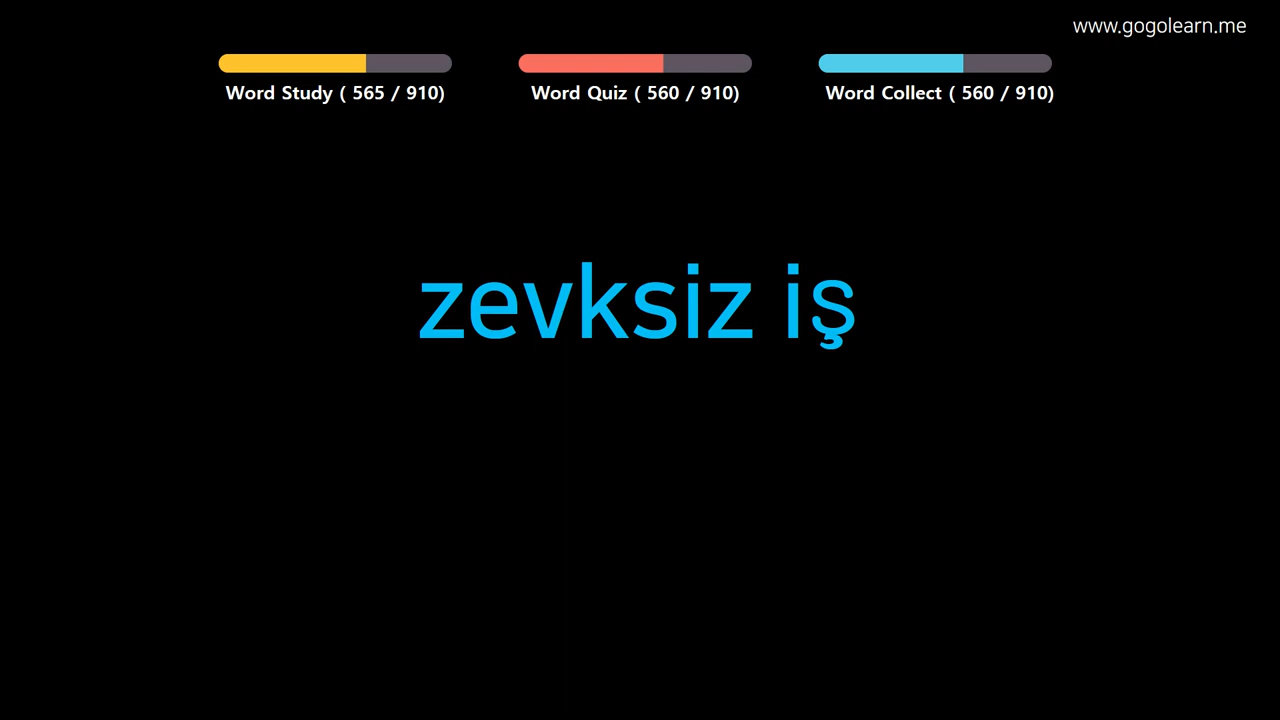 www.gogolearn.me
Word Study ( 565 / 910)
Word Quiz ( 560 / 910)
Word Collect ( 560 / 910)
zevksiz iş